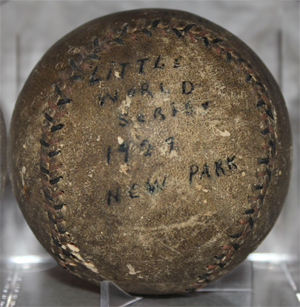 LITTLE
WORLD
SERIES
1927
NEW PARK